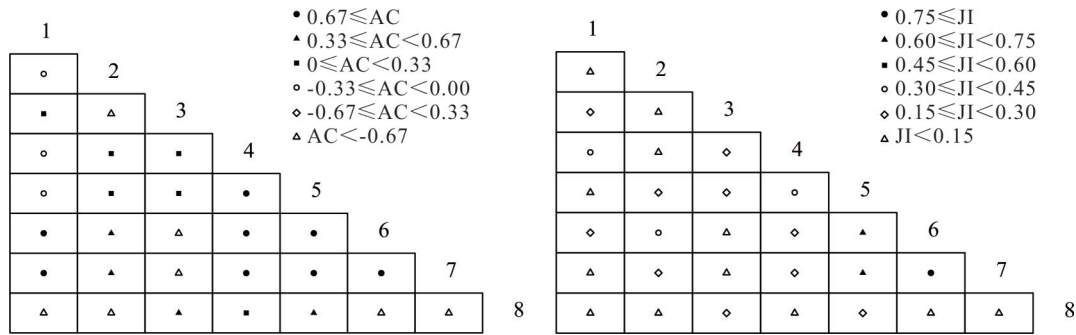 ● 0.67≤AC
▲ 0.33≤AC<0.67
■ 0≤AC<0.33
○ -0.33≤AC<0.00
◇ -0.67≤AC<0.33
△ AC<-0.67
1
2
3
4
5
6
7
8
● 0.75≤JI
▲ 0.60≤JI<0.75
■ 0.45≤JI<0.60
○ 0.30≤JI<0.45
◇ 0.15≤JI<0.30
△ JI<0.15
1
2
3
4
5
6
7
8